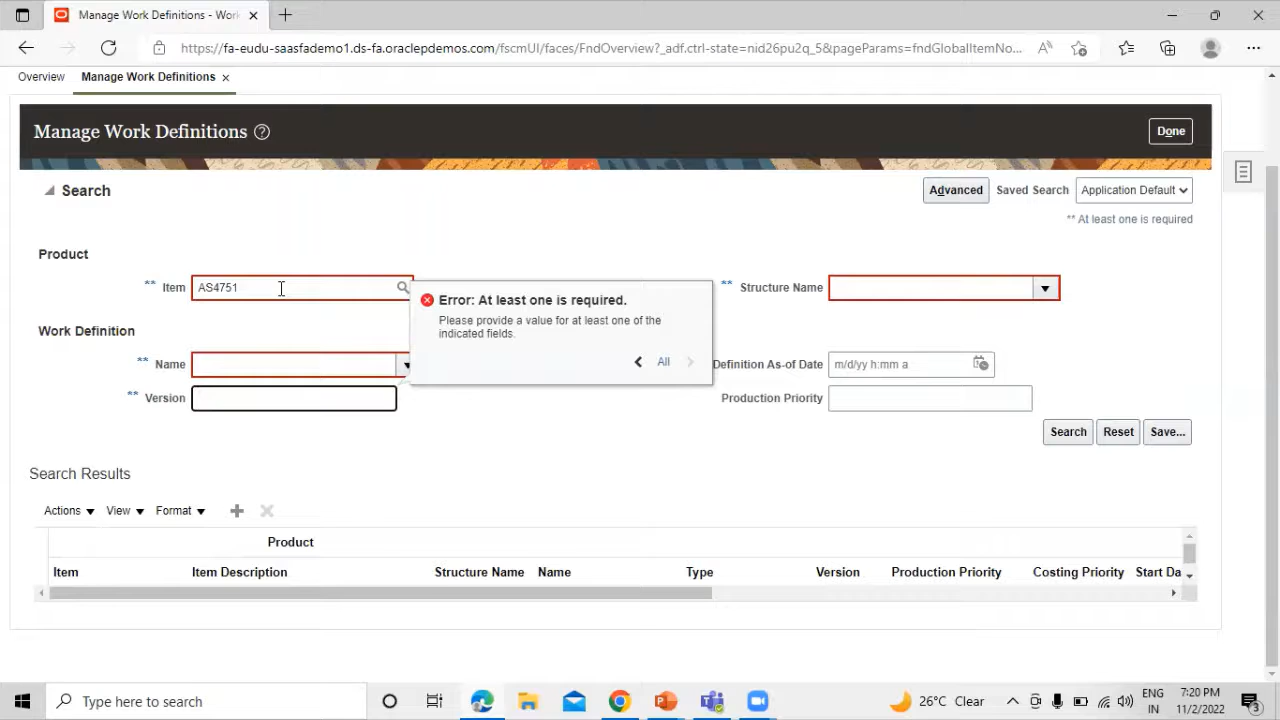 Manage Work Definitions - Work
https://fa-eudu-saasfademo1.ds-fa.oraclepdemos.com/fscmUI/faces/FndOverview?_adf.ctrl-state=nid26pu2q_5&pageParams=fndGlobalItemNo...
Overview Manage Work Definitions
Manage Work Definitions ? Done
Search Advanced Saved Search Application Default
** At least one is required
Product
** Item AS4751 ** Structure Name
Error: At least one is required.
Please provide a value for at least one of the
indicated fields.
All
Work Definition
** Name Definition As-of Date m/d/yy h:mm a
** Version Production Priority
Search Reset Save...
Search Results
Actions View Format
Product
Item Item Description Structure Name Name Type Version Production Priority Costing Priority Start Da
Type here to search 26°C Clear ENG IN 7:20 PM 11/2/2022 3